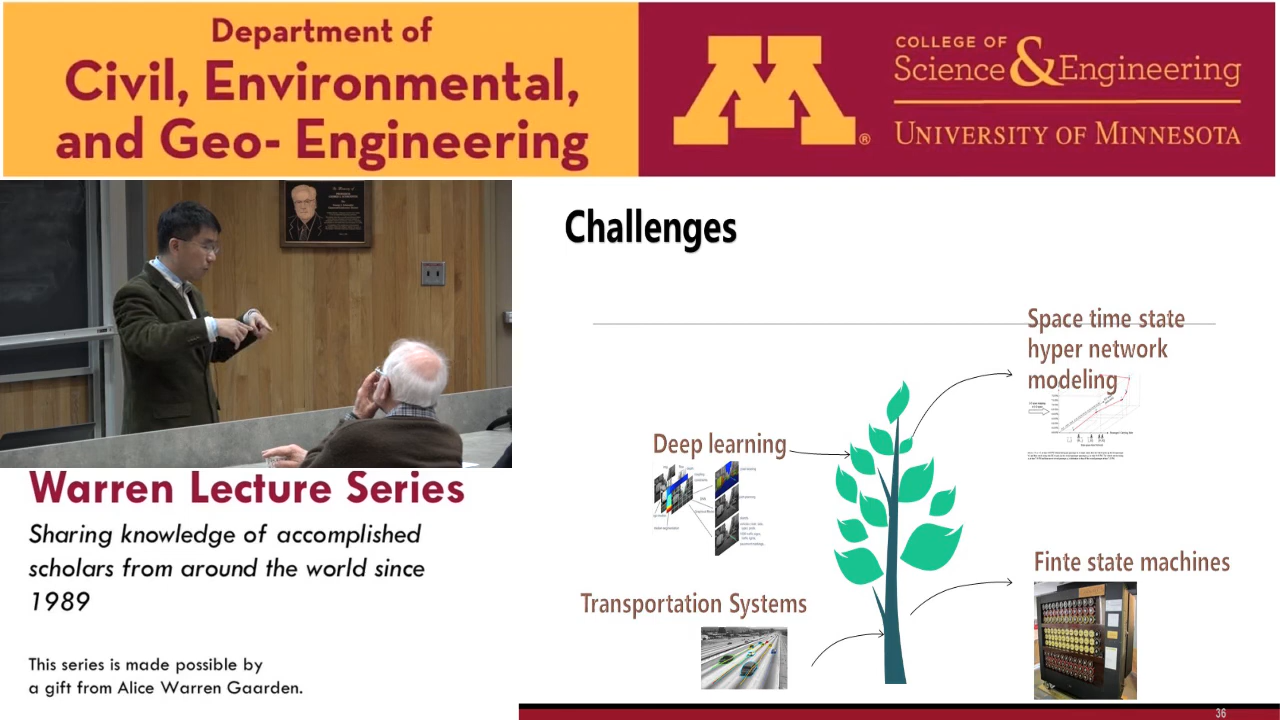 Department of
Civil, Environmental,
and Geo- Engineering
M
®
COLLEGE OF
Science & Engineering
UNIVERSITY OF MINNESOTA
Challenges
Space time state
hyper network
modeling
Deep learning
Finte state machines
Transportation Systems
Warren Lecture Series
Staring knowledge of acomplished
scholars from around the world since
1989
This series is made possible by
a gift from Alice Warren Gaarden.
36